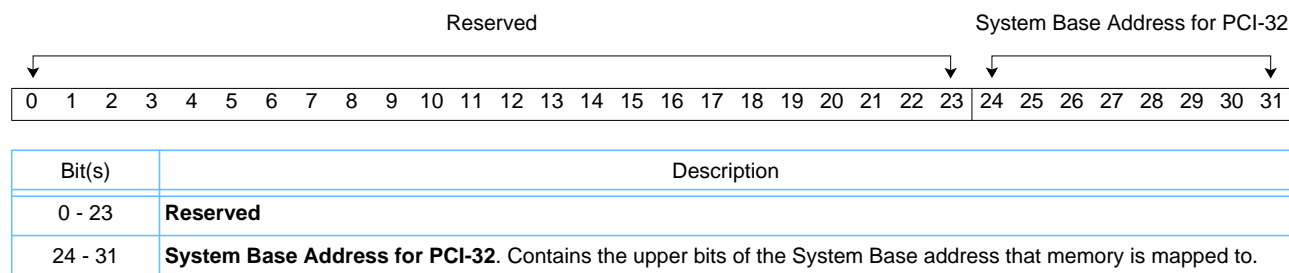 Reserved System Base Address for PCI-32
0 1 2 3 4 5 6 7 8 9 10 11 12 13 14 15 16 17 18 19 20 21 22 23 24 25 26 27 28 29 30 31
Bit(s) Description
0 - 23 Reserved
24 - 31 System Base Address for PCI-32. Contains the upper bits of the System Base address that memory is mapped to.